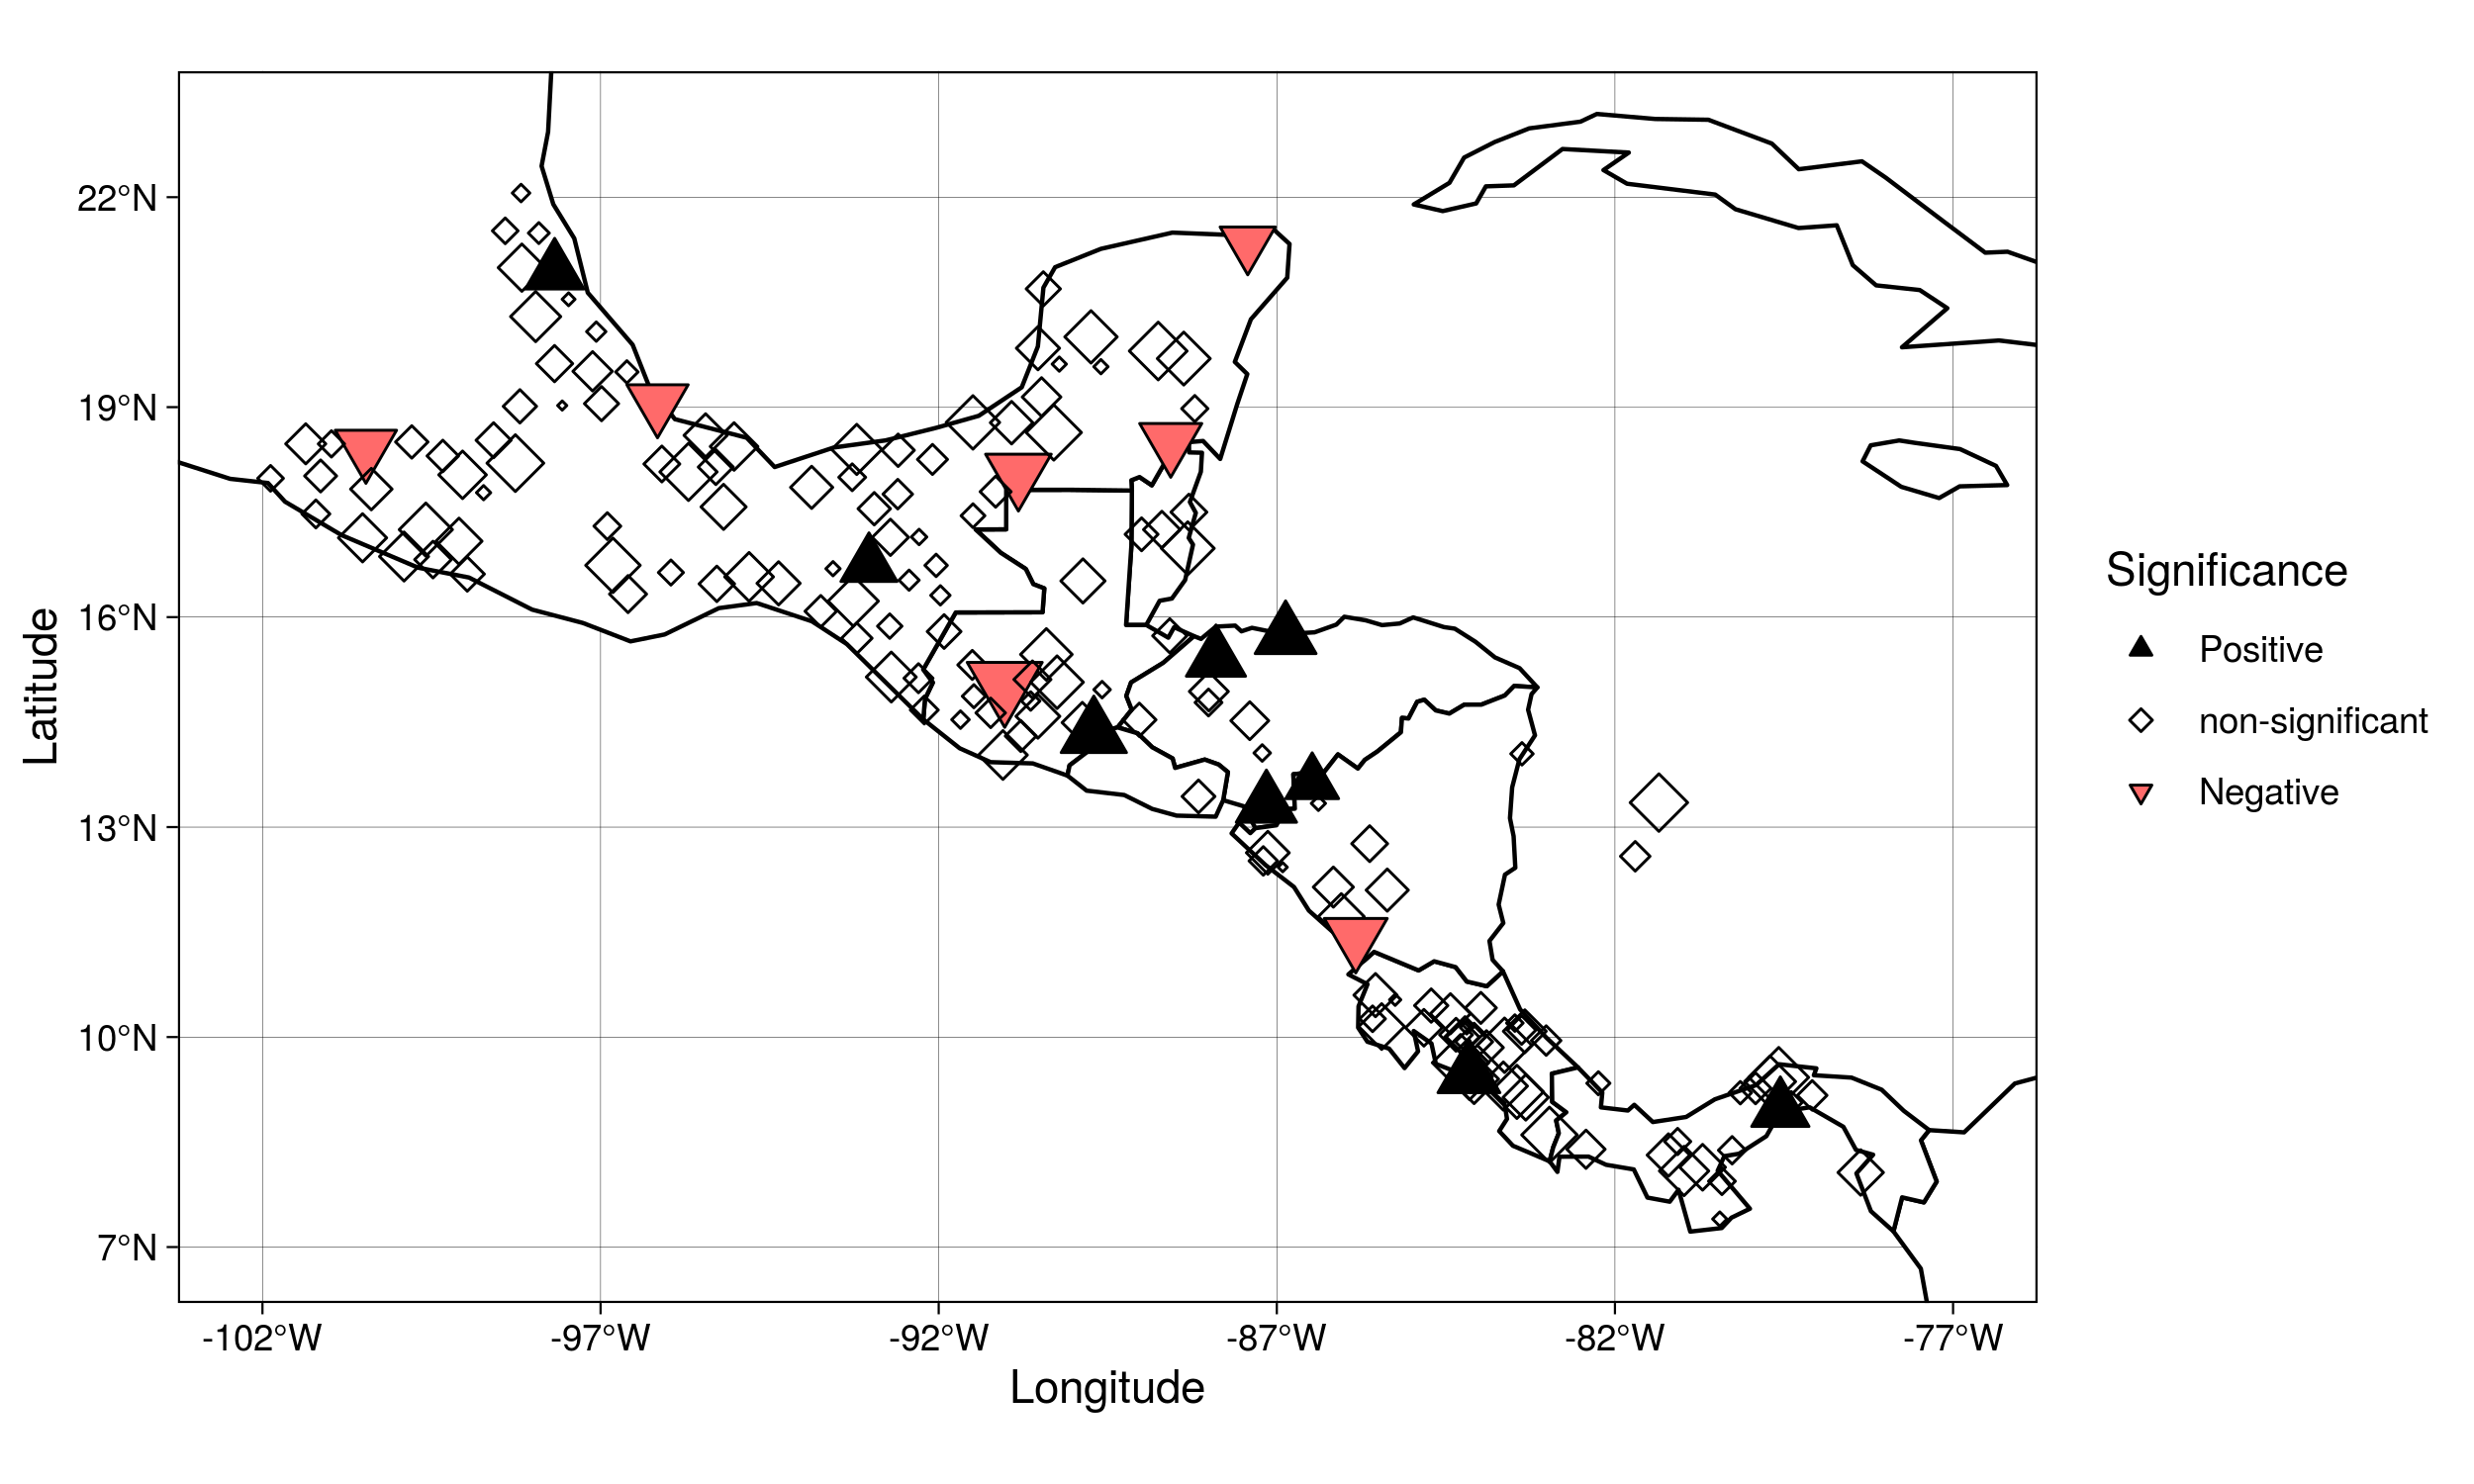 22°N
19°N
16°N
13°N
10°N
7°N
Latitude
-102°W
-97°W
-92°W
-87°W
-82°W
-77°W
Longitude
Significance
Positive
non-significant
Negative